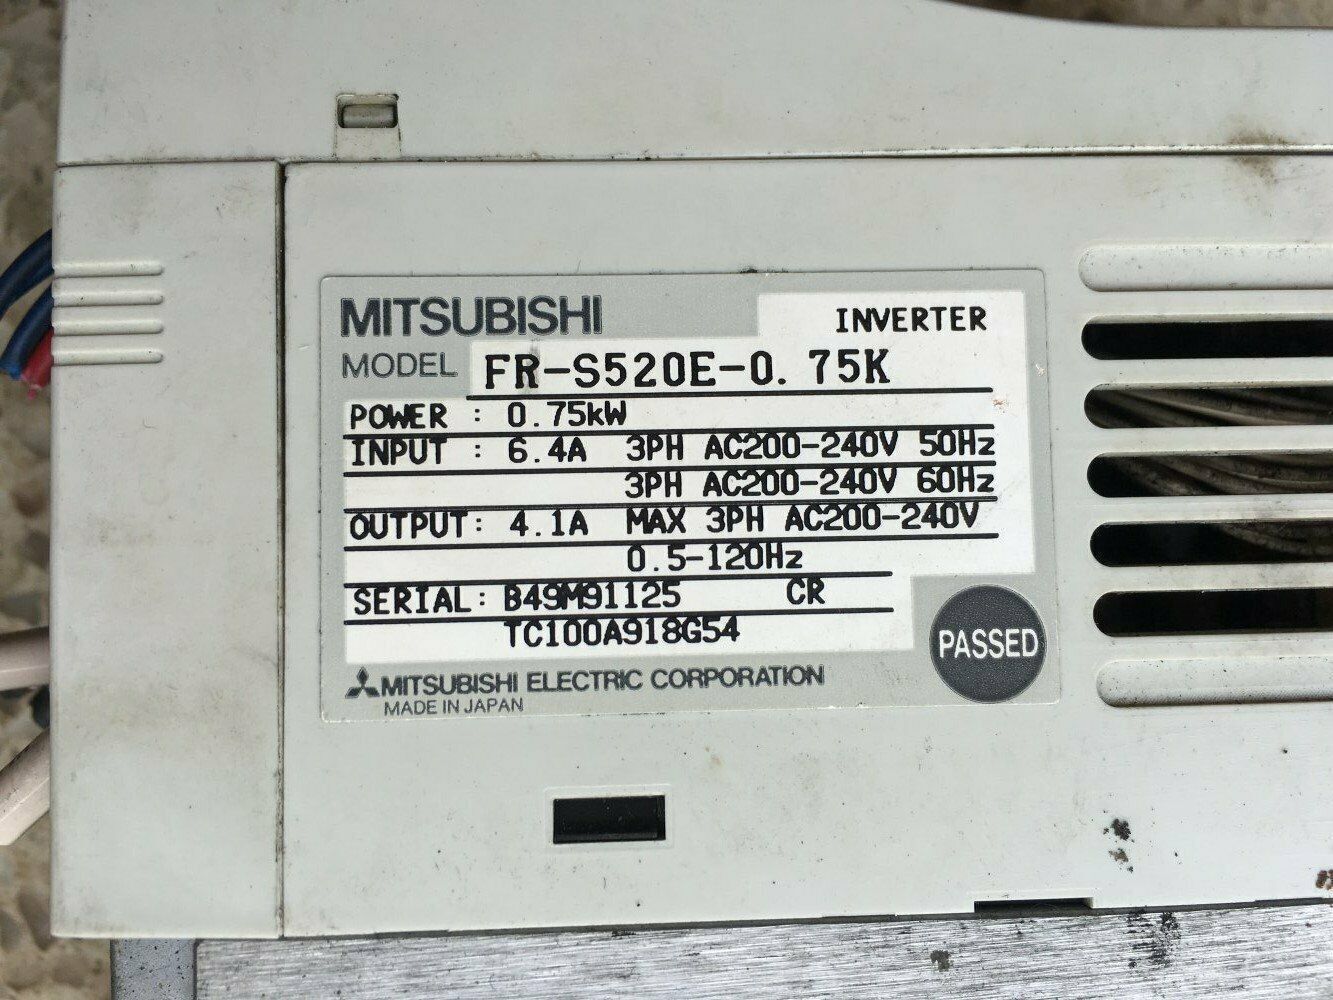 MITSUBISHI
INVERTER
MODEL FR-S520E-0.75K
POWER : 0.75kW
INPUT : 6.4A 3PH AC200-240V 50Hz
3PH AC200-240V 60Hz
OUTPUT: 4.1A MAX 3PH AC200-240V
0.5-120Hz
SERIAL: B49M91125 CR
TC100A918G54
PASSED
MITSUBISHI ELECTRIC CORPORATION
MADE IN JAPAN